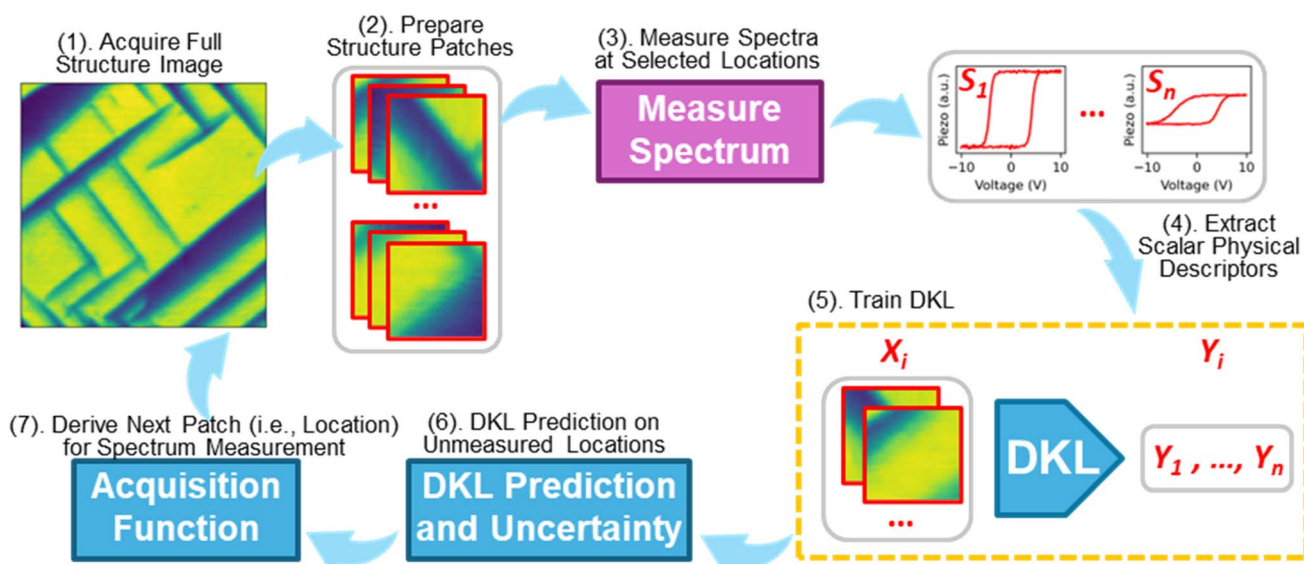 (1). Acquire Full
Structure Image
(2). Prepare
Structure Patches
...
(3). Measure Spectra
at Selected Locations
Measure
Spectrum
S1
Piezo (a.u.)
−10 0 10
Voltage (V)
...
Sn
Piezo (a.u.)
−10 0 10
Voltage (V)
(4). Extract
Scalar Physical
Descriptors
(5). Train DKL
Xi
...
DKL
Yi
Y1 , ..., Yn
(6). DKL Prediction on
Unmeasured Locations
DKL Prediction
and Uncertainty
(7). Derive Next Patch (i.e., Location)
for Spectrum Measurement
Acquisition
Function